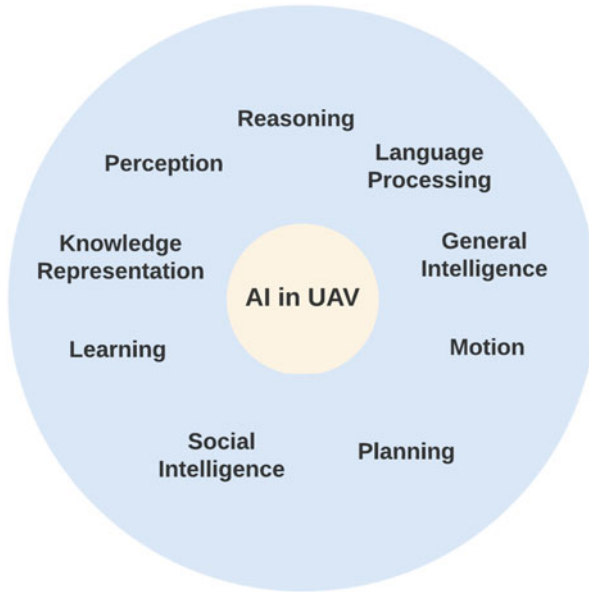 Reasoning
Language
Processing
Perception
General
Intelligence
Knowledge
Representation
AI in UAV
Motion
Learning
Social
Intelligence
Planning